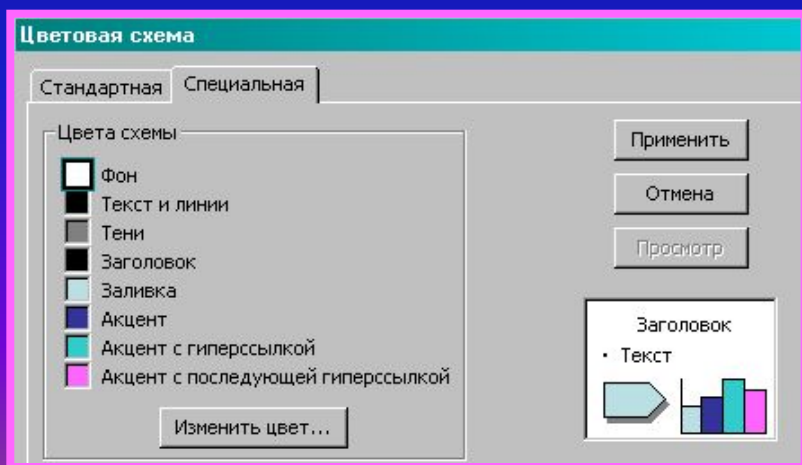 Цветовая схема
Стандартная Специальная
Цвета схемы
Фон
Текст и линии
Тени
Заголовок
Заливка
Акцент
Акцент с гиперссылкой
Акцент с последующей гиперссылкой
Изменить цвет...
Применить
Отмена
Просмотр
Заголовок
• Текст